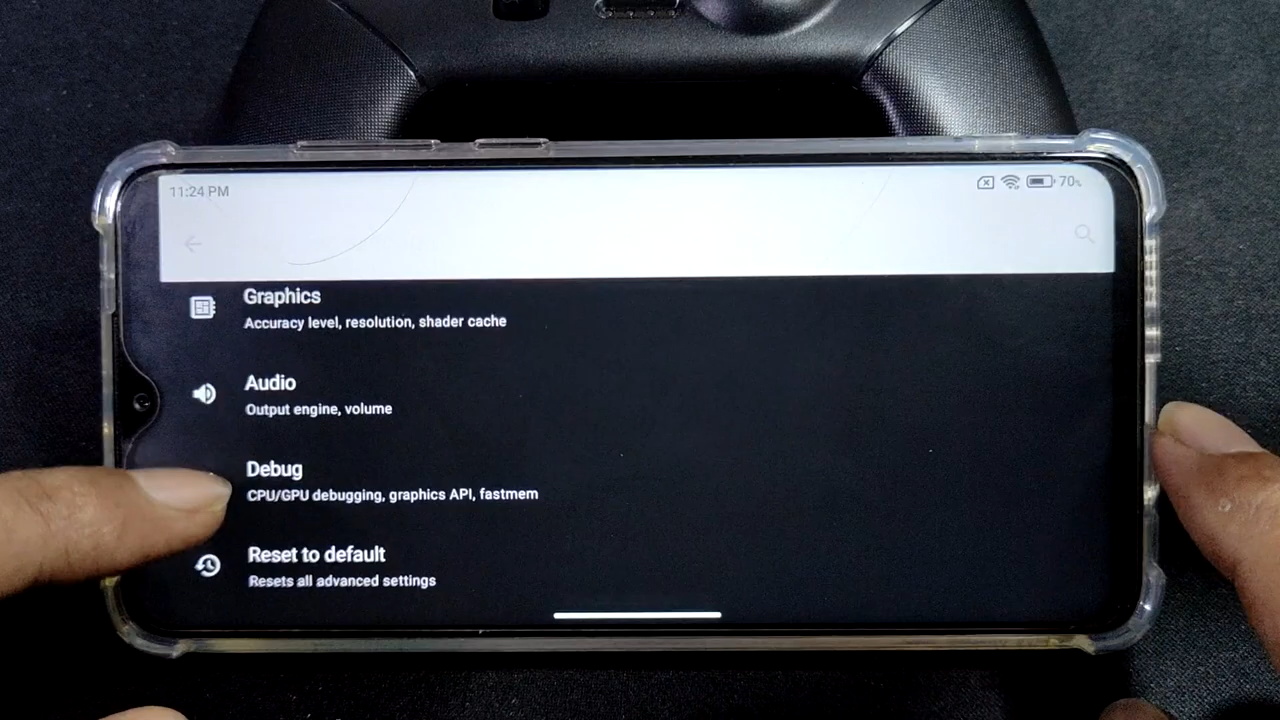 11:24 PM
70%
Graphics
Accuracy level, resolution, shader cache
Audio
Output engine, volume
Debug
CPU/GPU debugging, graphics API, fastmem
Reset to default
Resets all advanced settings